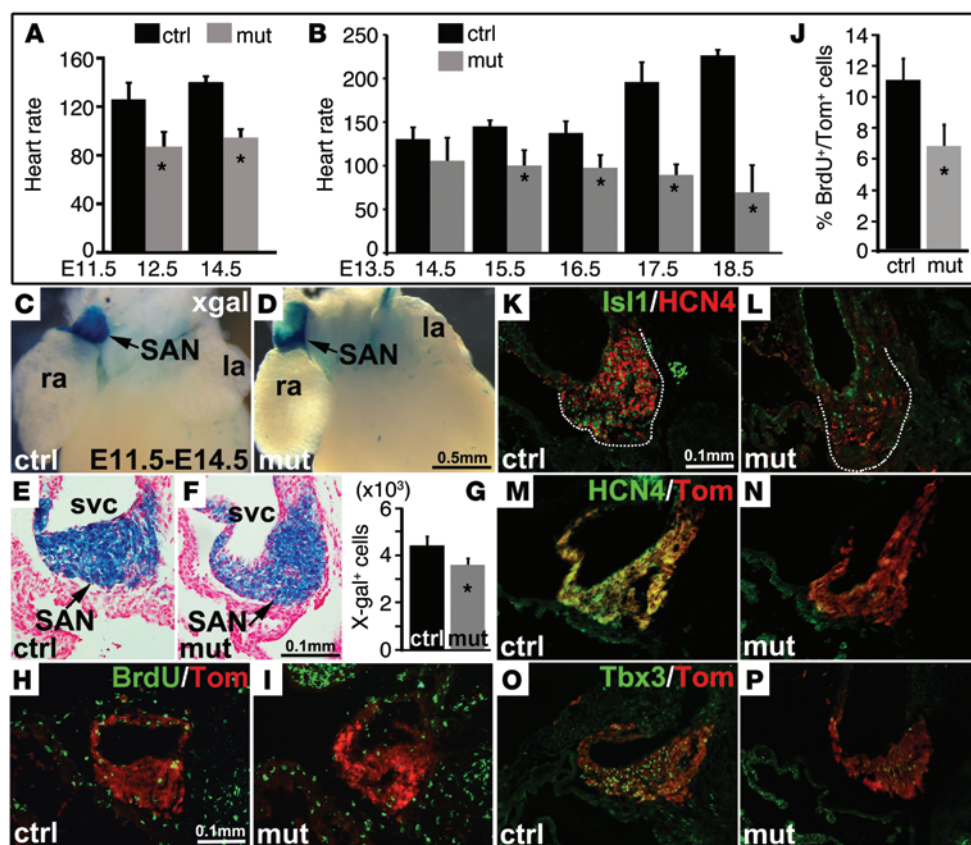 A
ctrl
mut
Heart rate
160
120
80
40
0
*
*
E11.5 12.5 14.5
B
ctrl
mut
Heart rate
250
200
150
100
50
0
*
*
*
*
E13.5 14.5 15.5 16.5 17.5 18.5
J
% BrdU⁺/Tom⁺ cells
14
12
10
8
6
4
2
0
*
ctrl mut
C
xgal
SAN
ra
la
ctrl
E11.5-E14.5
D
la
SAN
ra
mut
0.5mm
K
Isl1/HCN4
ctrl
0.1mm
L
mut
E
svc
SAN
ctrl
F
svc
SAN
mut
0.1mm
G
(x10³)
X-gal⁺ cells
6
4
2
0
*
ctrl mut
M
HCN4/Tom
N
H
BrdU/Tom
ctrl
0.1mm
I
mut
O
Tbx3/Tom
ctrl
P
mut